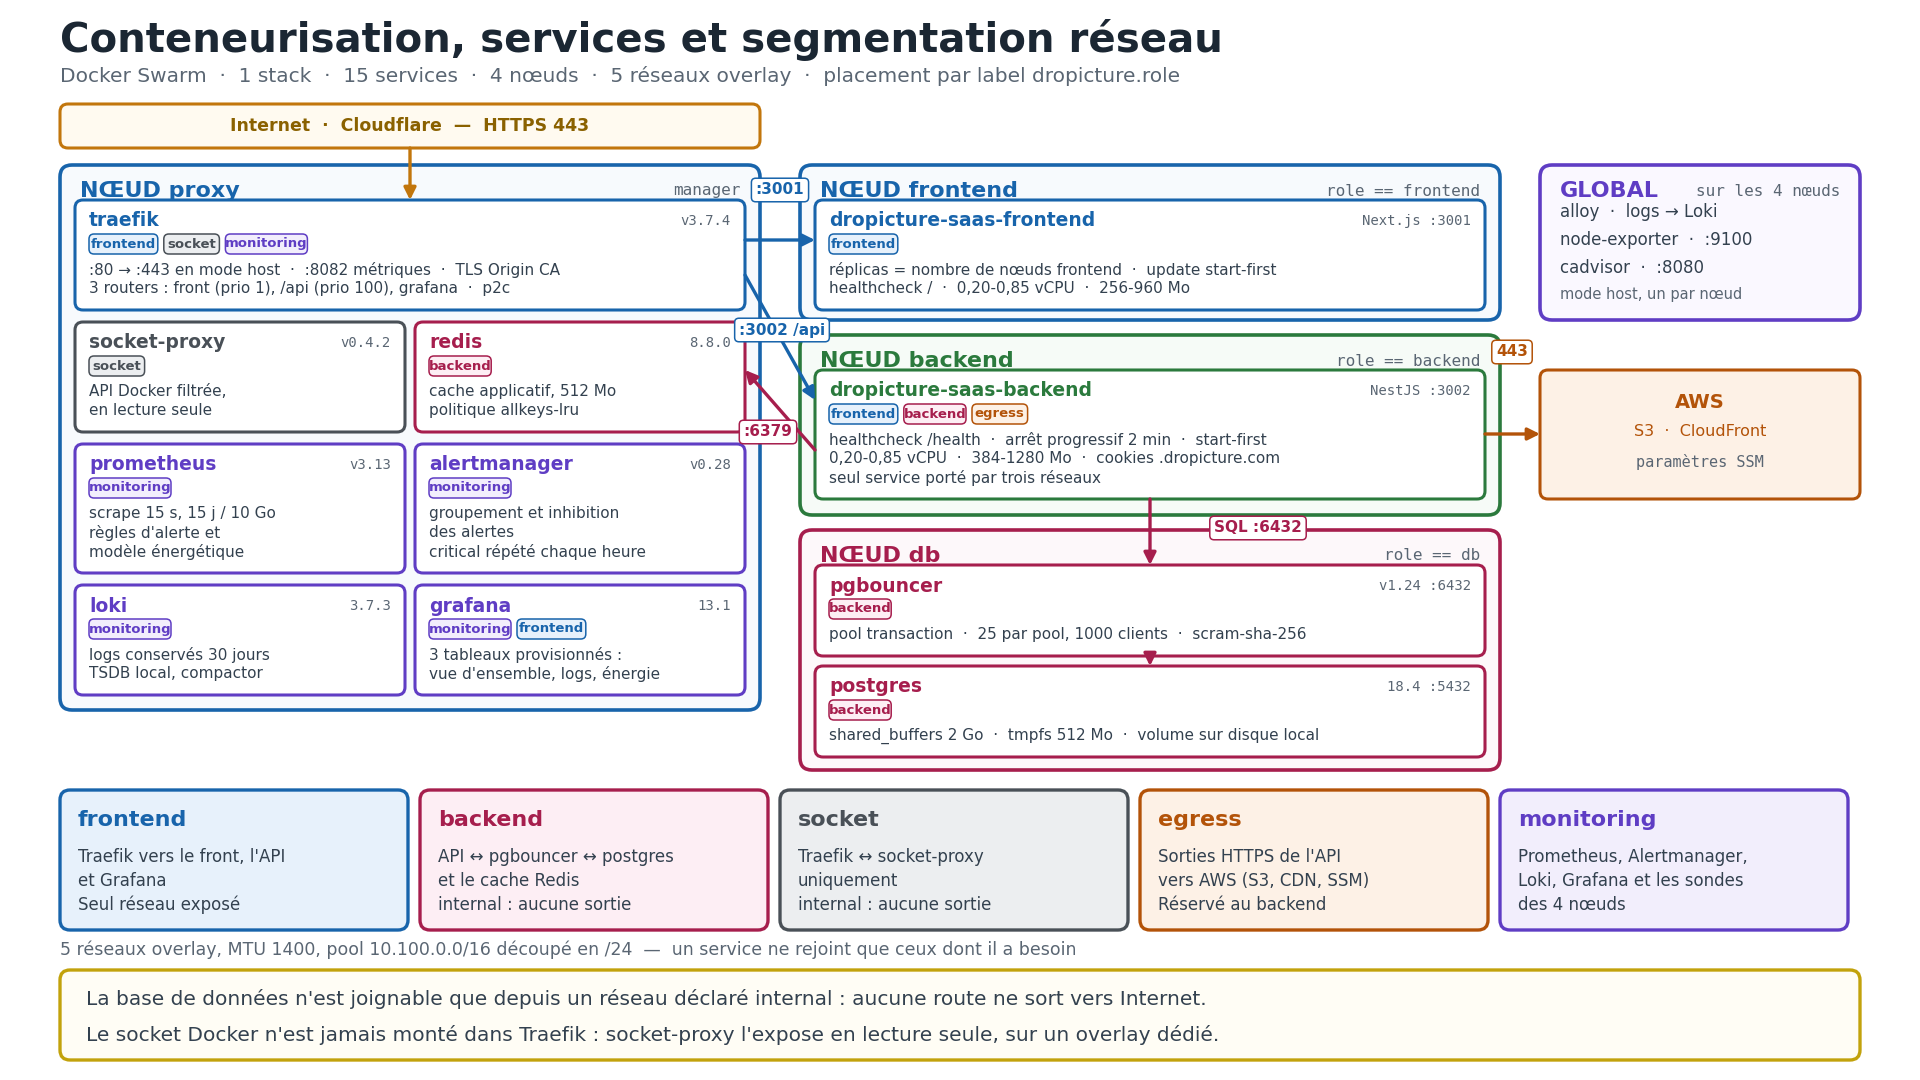 Conteneurisation, services et segmentation réseau
Docker Swarm · 1 stack · 15 services · 4 nœuds · 5 réseaux overlay · placement par label dropicture.role
Internet · Cloudflare — HTTPS 443
NŒUD proxy
manager
traefik
v3.7.4
frontend socket monitoring
:80 → :443 en mode host · :8082 métriques · TLS Origin CA
3 routers : front (prio 1), /api (prio 100), grafana · p2c
socket-proxy
v0.4.2
socket
API Docker filtrée,
en lecture seule
redis
8.8.0
backend
cache applicatif, 512 Mo
politique allkeys-lru
prometheus
v3.13
monitoring
scrape 15 s, 15 j / 10 Go
règles d'alerte et
modèle énergétique
alertmanager
v0.28
monitoring
groupement et inhibition
des alertes
critical répété chaque heure
loki
3.7.3
monitoring
logs conservés 30 jours
TSDB local, compactor
grafana
13.1
monitoring frontend
3 tableaux provisionnés :
vue d'ensemble, logs, énergie
:3001
:3002 /api
:6379
NŒUD frontend
role == frontend
dropicture-saas-frontend
Next.js :3001
frontend
réplicas = nombre de nœuds frontend · update start-first
healthcheck / · 0,20-0,85 vCPU · 256-960 Mo
NŒUD backend
role == backend
dropicture-saas-backend
NestJS :3002
frontend backend egress
healthcheck /health · arrêt progressif 2 min · start-first
0,20-0,85 vCPU · 384-1280 Mo · cookies .dropicture.com
seul service porté par trois réseaux
SQL :6432
NŒUD db
role == db
pgbouncer
v1.24 :6432
backend
pool transaction · 25 par pool, 1000 clients · scram-sha-256
postgres
18.4 :5432
backend
shared_buffers 2 Go · tmpfs 512 Mo · volume sur disque local
GLOBAL
sur les 4 nœuds
alloy · logs → Loki
node-exporter · :9100
cadvisor · :8080
mode host, un par nœud
443
AWS
S3 · CloudFront
paramètres SSM
frontend
Traefik vers le front, l'API
et Grafana
Seul réseau exposé
backend
API ↔ pgbouncer ↔ postgres
et le cache Redis
internal : aucune sortie
socket
Traefik ↔ socket-proxy
uniquement
internal : aucune sortie
egress
Sorties HTTPS de l'API
vers AWS (S3, CDN, SSM)
Réservé au backend
monitoring
Prometheus, Alertmanager,
Loki, Grafana et les sondes
des 4 nœuds
5 réseaux overlay, MTU 1400, pool 10.100.0.0/16 découpé en /24 — un service ne rejoint que ceux dont il a besoin
La base de données n'est joignable que depuis un réseau déclaré internal : aucune route ne sort vers Internet.
Le socket Docker n'est jamais monté dans Traefik : socket-proxy l'expose en lecture seule, sur un overlay dédié.